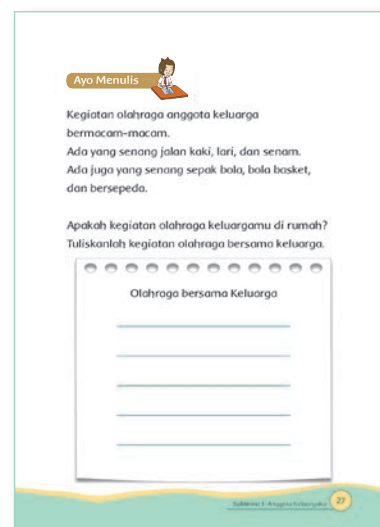 Ayo Menulis
Kegiatan olahraga anggota keluarga
bermacam-macam.
Ada yang senang jalan kaki, lari, dan senam.
Ada juga yang senang sepak bola, bola basket,
dan bersepeda.
Apakah kegiatan olahraga keluargamu di rumah?
Tuliskanlah kegiatan olahraga bersama keluarga.
Olahraga bersama Keluarga
Subtema 1: Anggota Keluargaku
27